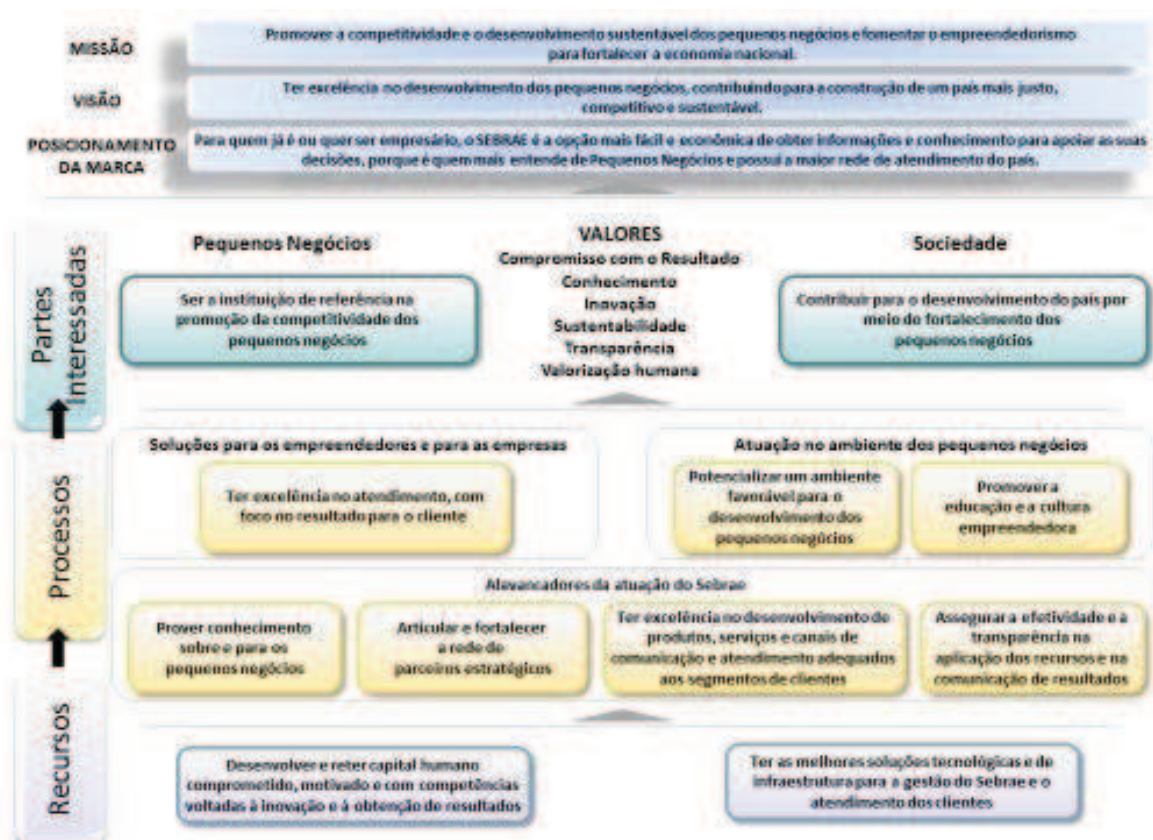 MISSÃO
Promover a competitividade e o desenvolvimento sustentável dos pequenos negócios e fomentar o empreendedorismo
para fortalecer a economia nacional.
VISÃO
Ter excelência no desenvolvimento dos pequenos negócios, contribuindo para a construção de um país mais justo,
competitivo e sustentável.
POSICIONAMENTO
DA MARCA
Para quem já é ou quer ser empresário, o SEBRAE é a opção mais fácil e econômica de obter informações e conhecimento para apoiar as suas
decisões, porque é quem mais entende de Pequenos Negócios e possui a maior rede de atendimento do país.
Partes
Interessadas
Pequenos Negócios
Ser a instituição de referência na
promoção da competitividade dos
pequenos negócios
VALORES
Compromisso com o Resultado
Conhecimento
Inovação
Sustentabilidade
Transparência
Valorização humana
Sociedade
Contribuir para o desenvolvimento do país por
meio do fortalecimento dos
pequenos negócios
Processos
Soluções para os empreendedores e para as empresas
Ter excelência no atendimento, com
foco no resultado para o cliente
Atuação no ambiente dos pequenos negócios
Potencializar um ambiente
favorável para o
desenvolvimento dos
pequenos negócios
Promover a
educação e a cultura
empreendedora
Alavancadores da atuação do Sebrae
Prover conhecimento
sobre e para os
pequenos negócios
Articular e fortalecer
a rede de
parceiros estratégicos
Ter excelência no desenvolvimento de
produtos, serviços e canais de
comunicação e atendimento adequados
aos segmentos de clientes
Assegurar a efetividade e a
transparência na
aplicação dos recursos e na
comunicação de resultados
Recursos
Desenvolver e reter capital humano
comprometido, motivado e com competências
voltadas à inovação e à obtenção de resultados
Ter as melhores soluções tecnológicas e de
infraestrutura para a gestão do Sebrae e o
atendimento dos clientes